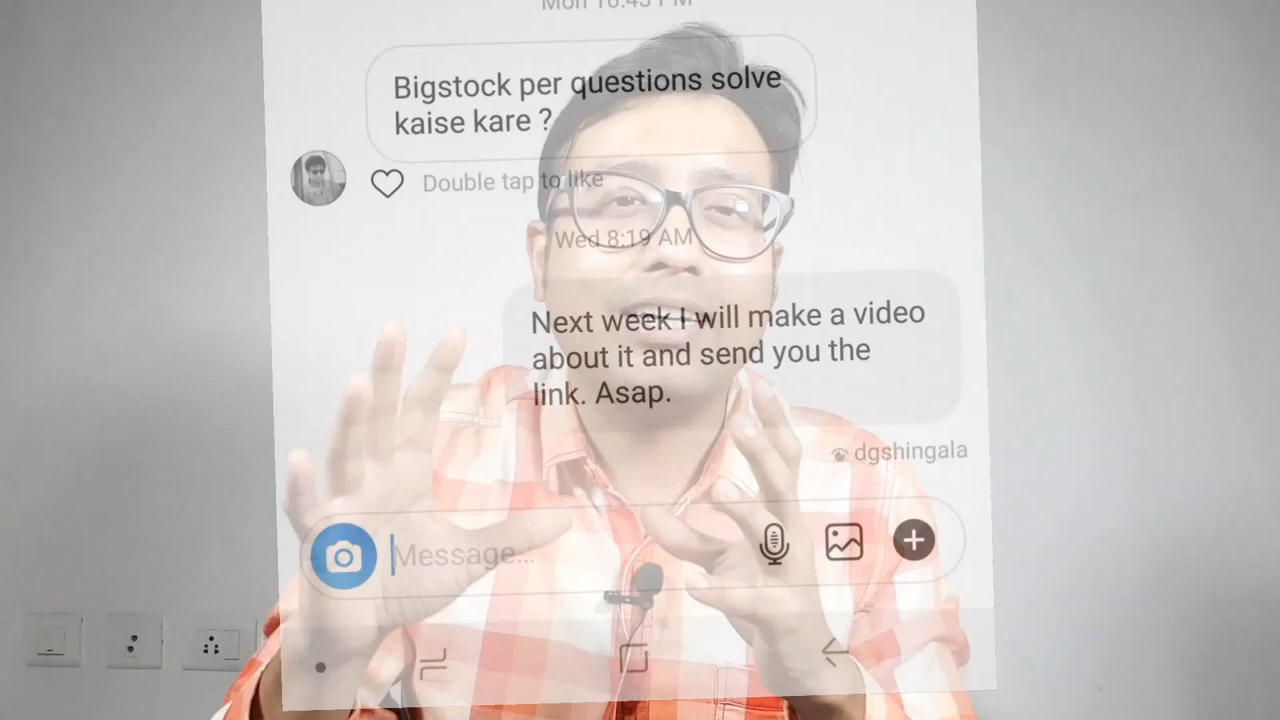 Mon 10:43 PM
Bigstock per questions solve
kaise kare ?
Double tap to like
Wed 8:19 AM
Next week I will make a video
about it and send you the
link. Asap.
dgshingala
Message...